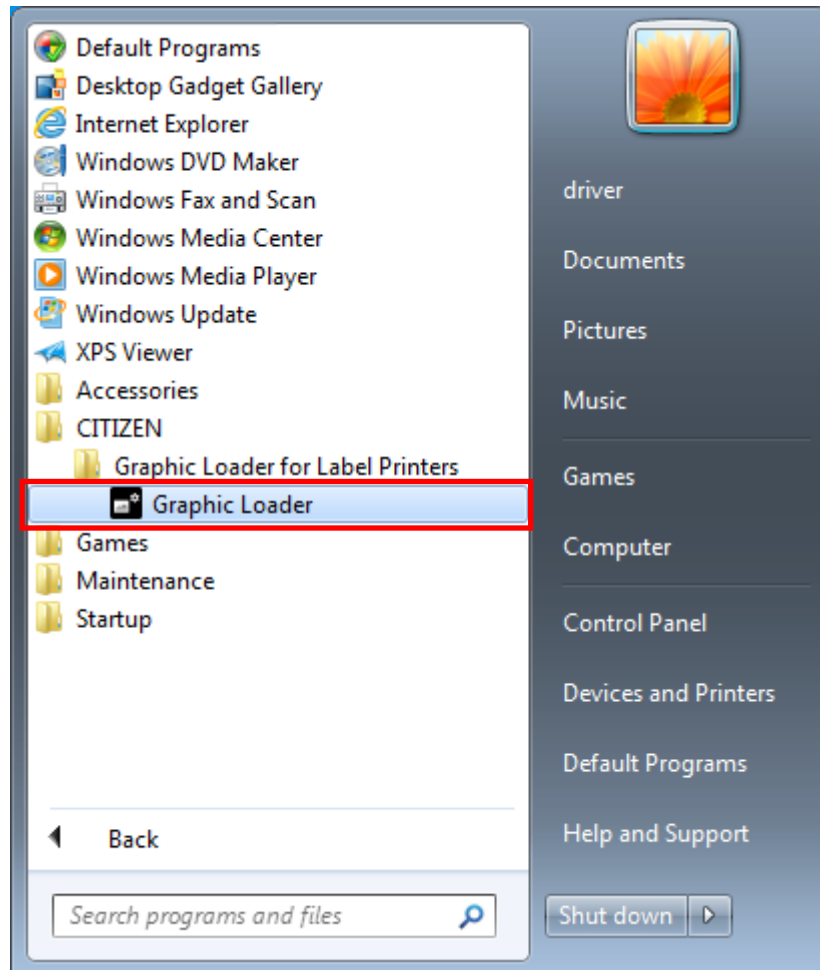 Default Programs
Desktop Gadget Gallery
Internet Explorer
Windows DVD Maker
Windows Fax and Scan
Windows Media Center
Windows Media Player
Windows Update
XPS Viewer
Accessories
CITIZEN
Graphic Loader for Label Printers
Graphic Loader
Games
Maintenance
Startup
Back
Search programs and files
driver
Documents
Pictures
Music
Games
Computer
Control Panel
Devices and Printers
Default Programs
Help and Support
Shut down